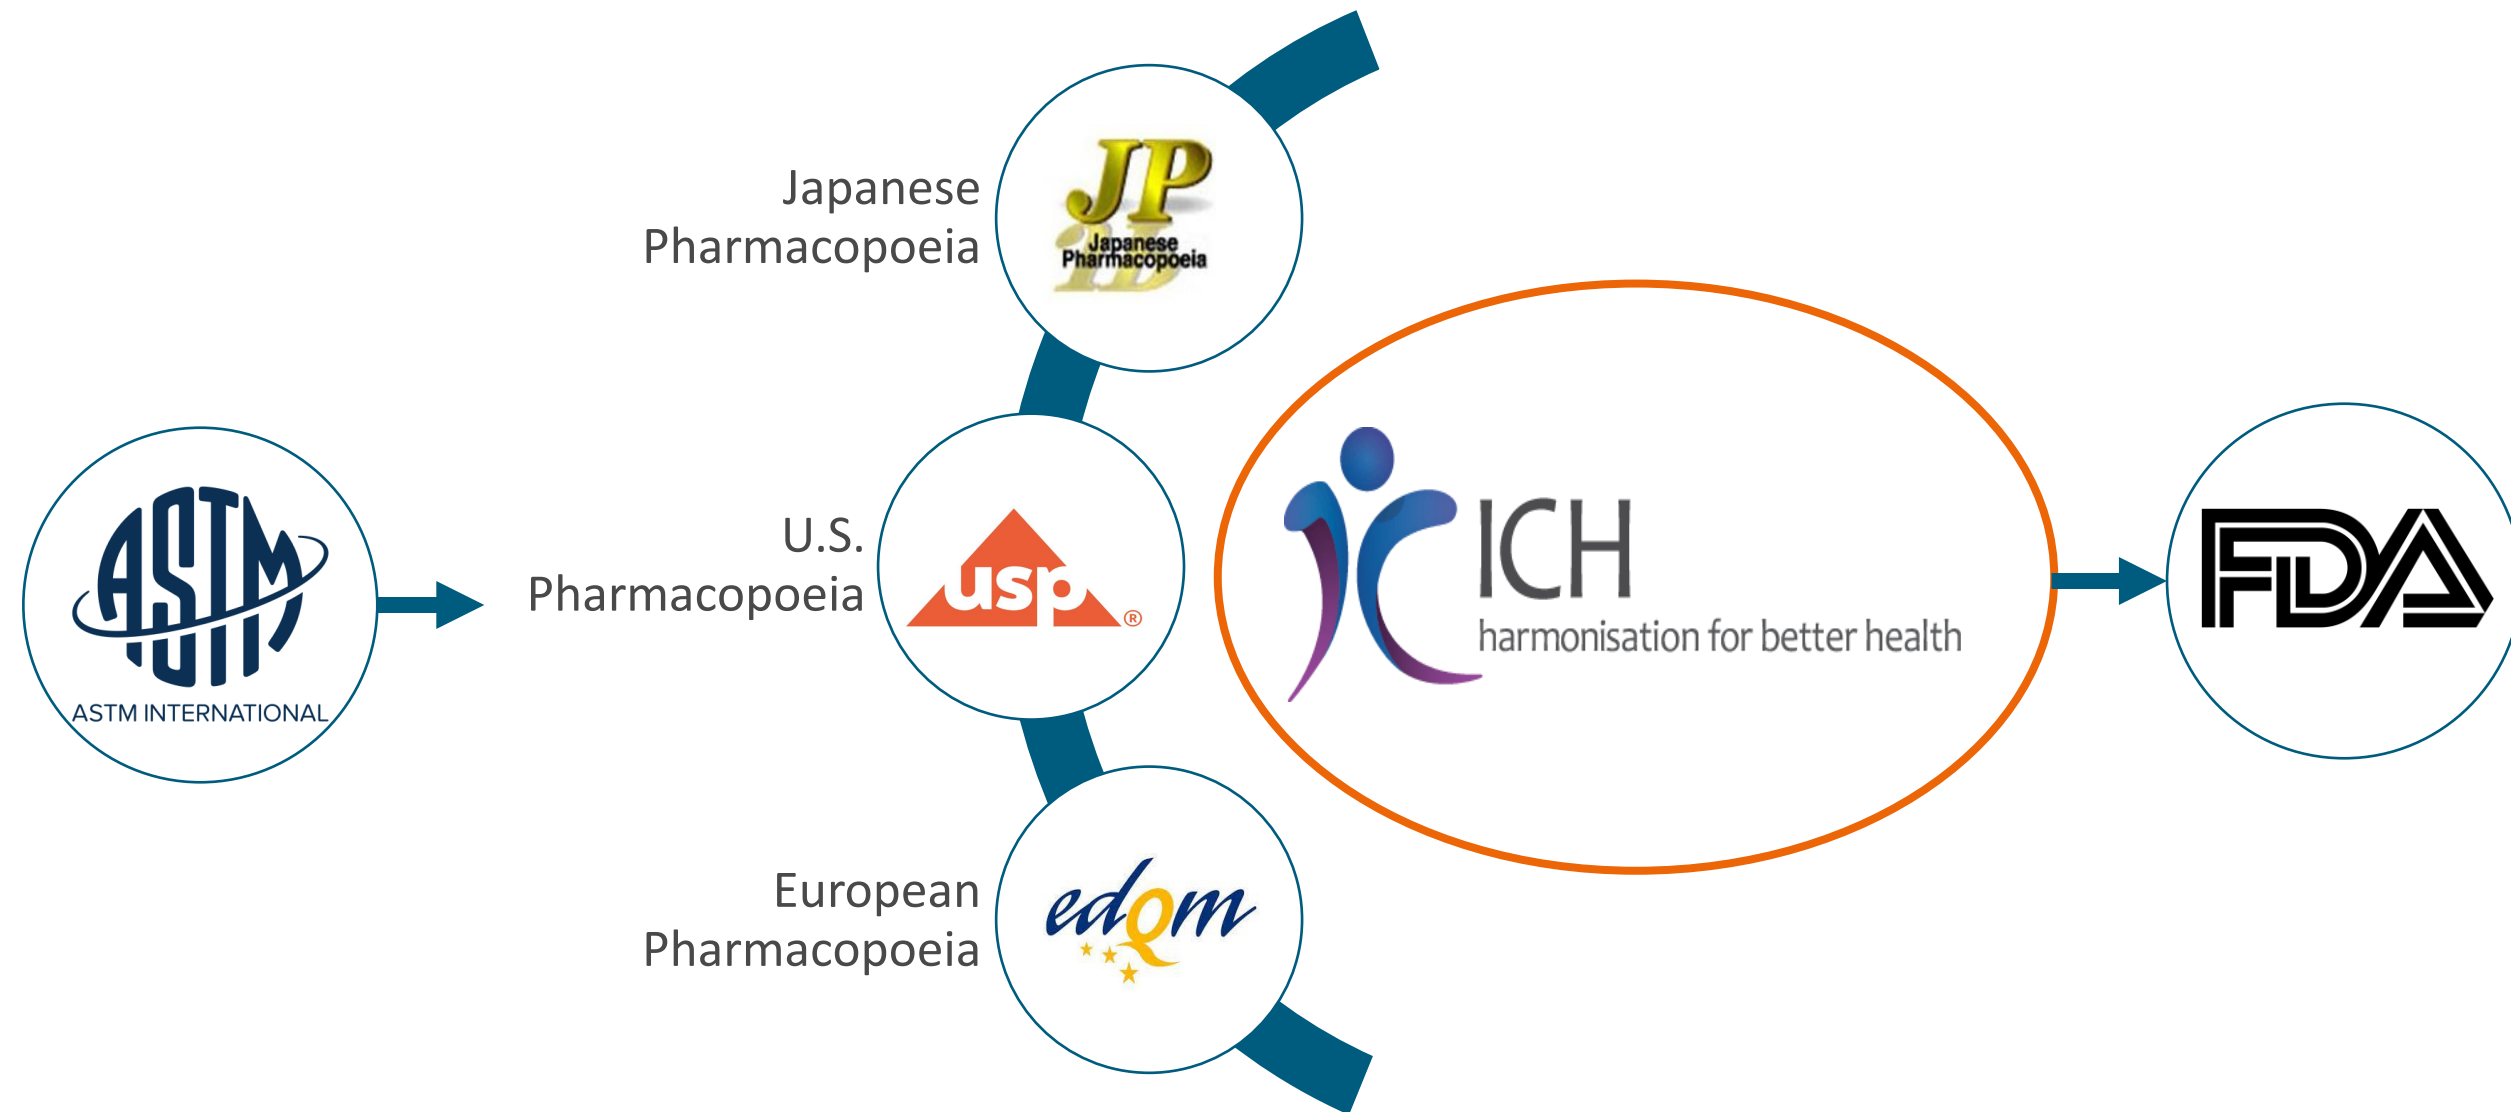 Japanese
Pharmacopoeia
JP
Japanese
Pharmacopoeia
ASTM
ASTM INTERNATIONAL
U.S.
Pharmacopoeia
usp
®
ICH
harmonisation for better health
FDA
European
Pharmacopoeia
edQm